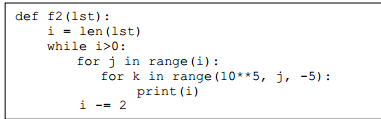 def f2(lst):
    i = len(lst)
    while i>0:
        for j in range(i):
            for k in range(10**5, j, -5):
                print(i)
        i -= 2